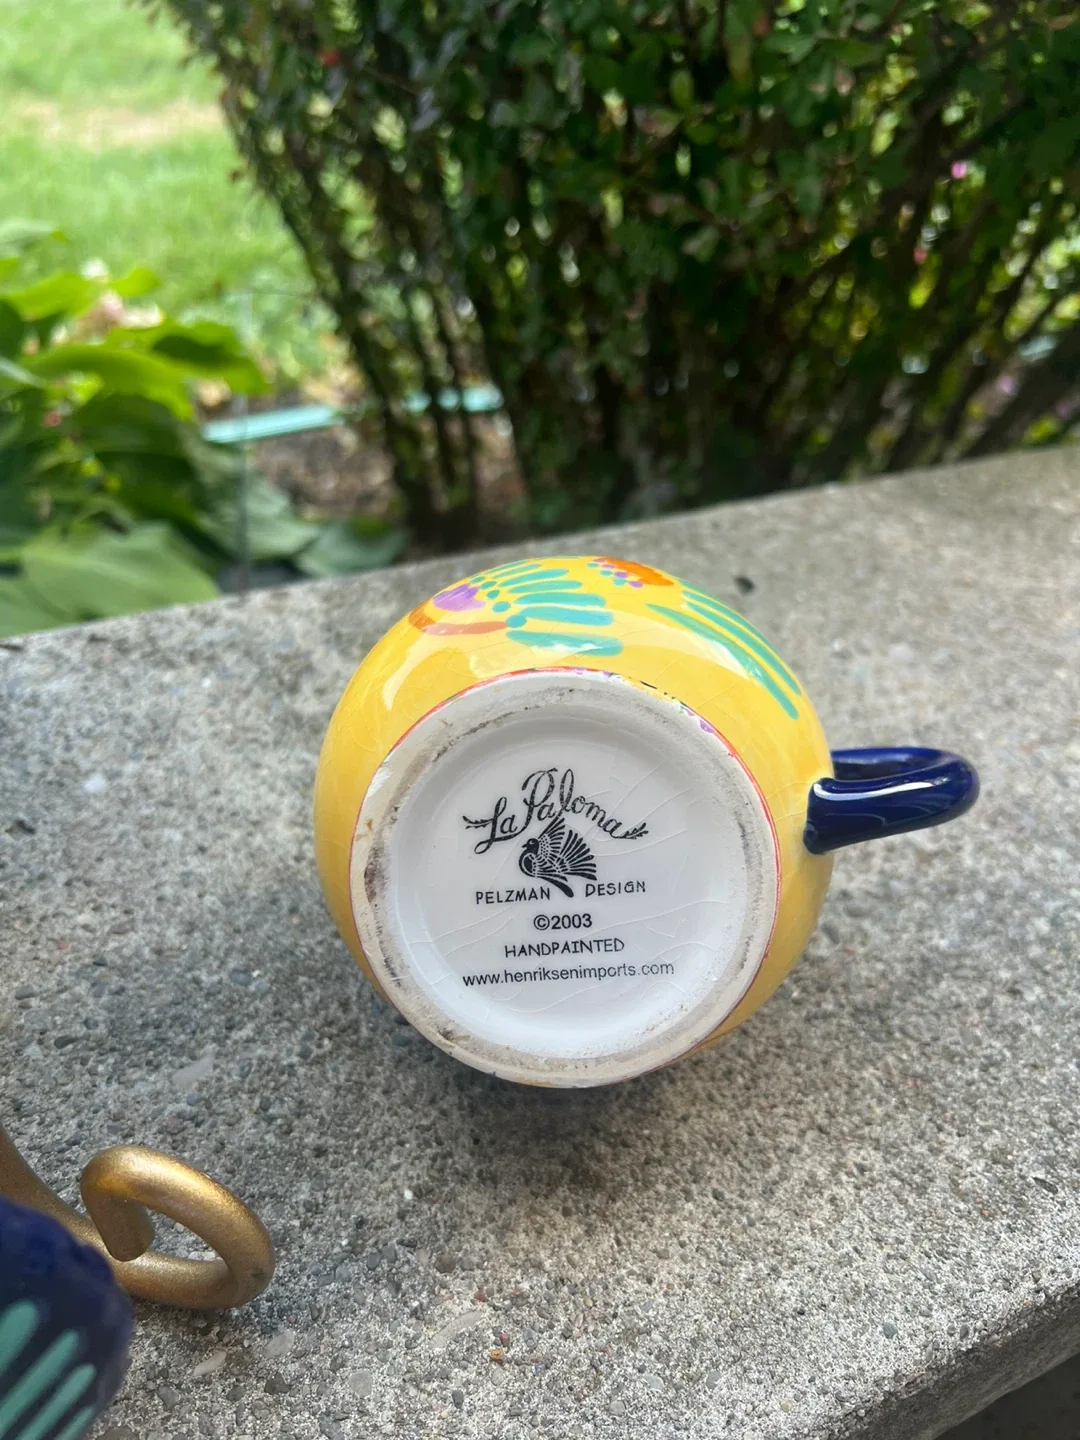 La Paloma
PELZMAN DESIGN
©2003
HANDPAINTED
www.henriksenimports.com